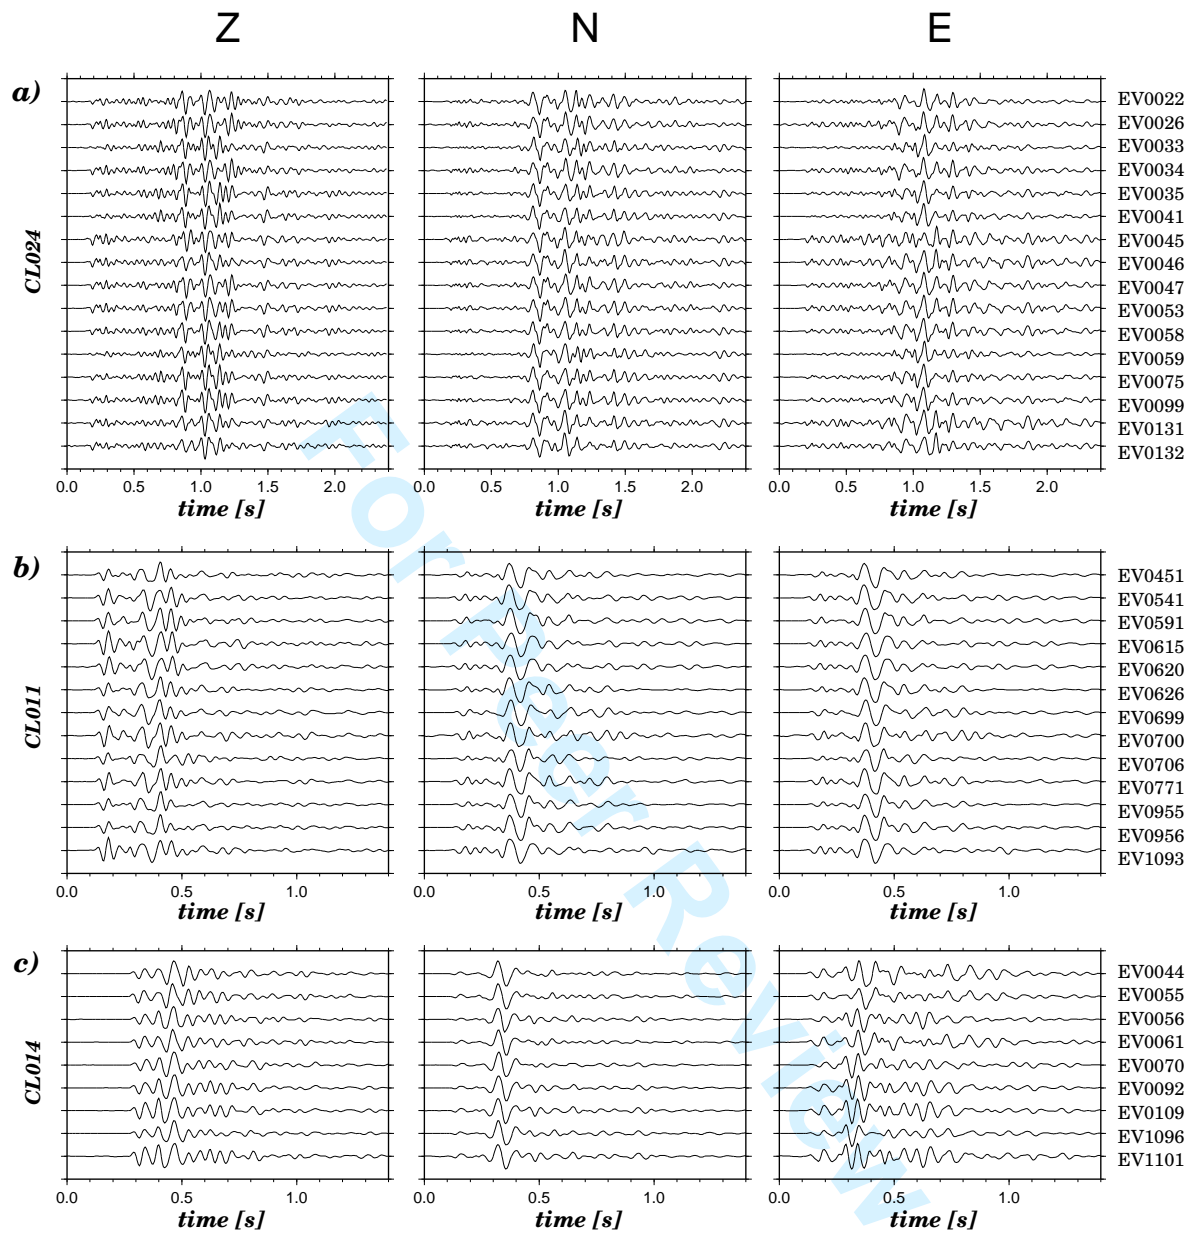 Z N E
a)
CL024
EV0022
EV0026
EV0033
EV0034
EV0035
EV0041
EV0045
EV0046
EV0047
EV0053
EV0058
EV0059
EV0075
EV0099
EV0131
EV0132
0.0 0.5 1.0 1.5 2.0 0.0 0.5 1.0 1.5 2.0 0.0 0.5 1.0 1.5 2.0
time [s] time [s] time [s]
b)
CL011
EV0451
EV0541
EV0591
EV0615
EV0620
EV0626
EV0699
EV0700
EV0706
EV0771
EV0955
EV0956
EV1093
0.0 0.5 1.0 0.0 0.5 1.0 0.0 0.5 1.0
time [s] time [s] time [s]
c)
CL014
EV0044
EV0055
EV0056
EV0061
EV0070
EV0092
EV0109
EV1096
EV1101
0.0 0.5 1.0 0.0 0.5 1.0 0.0 0.5 1.0
time [s] time [s] time [s]
For Peer Review